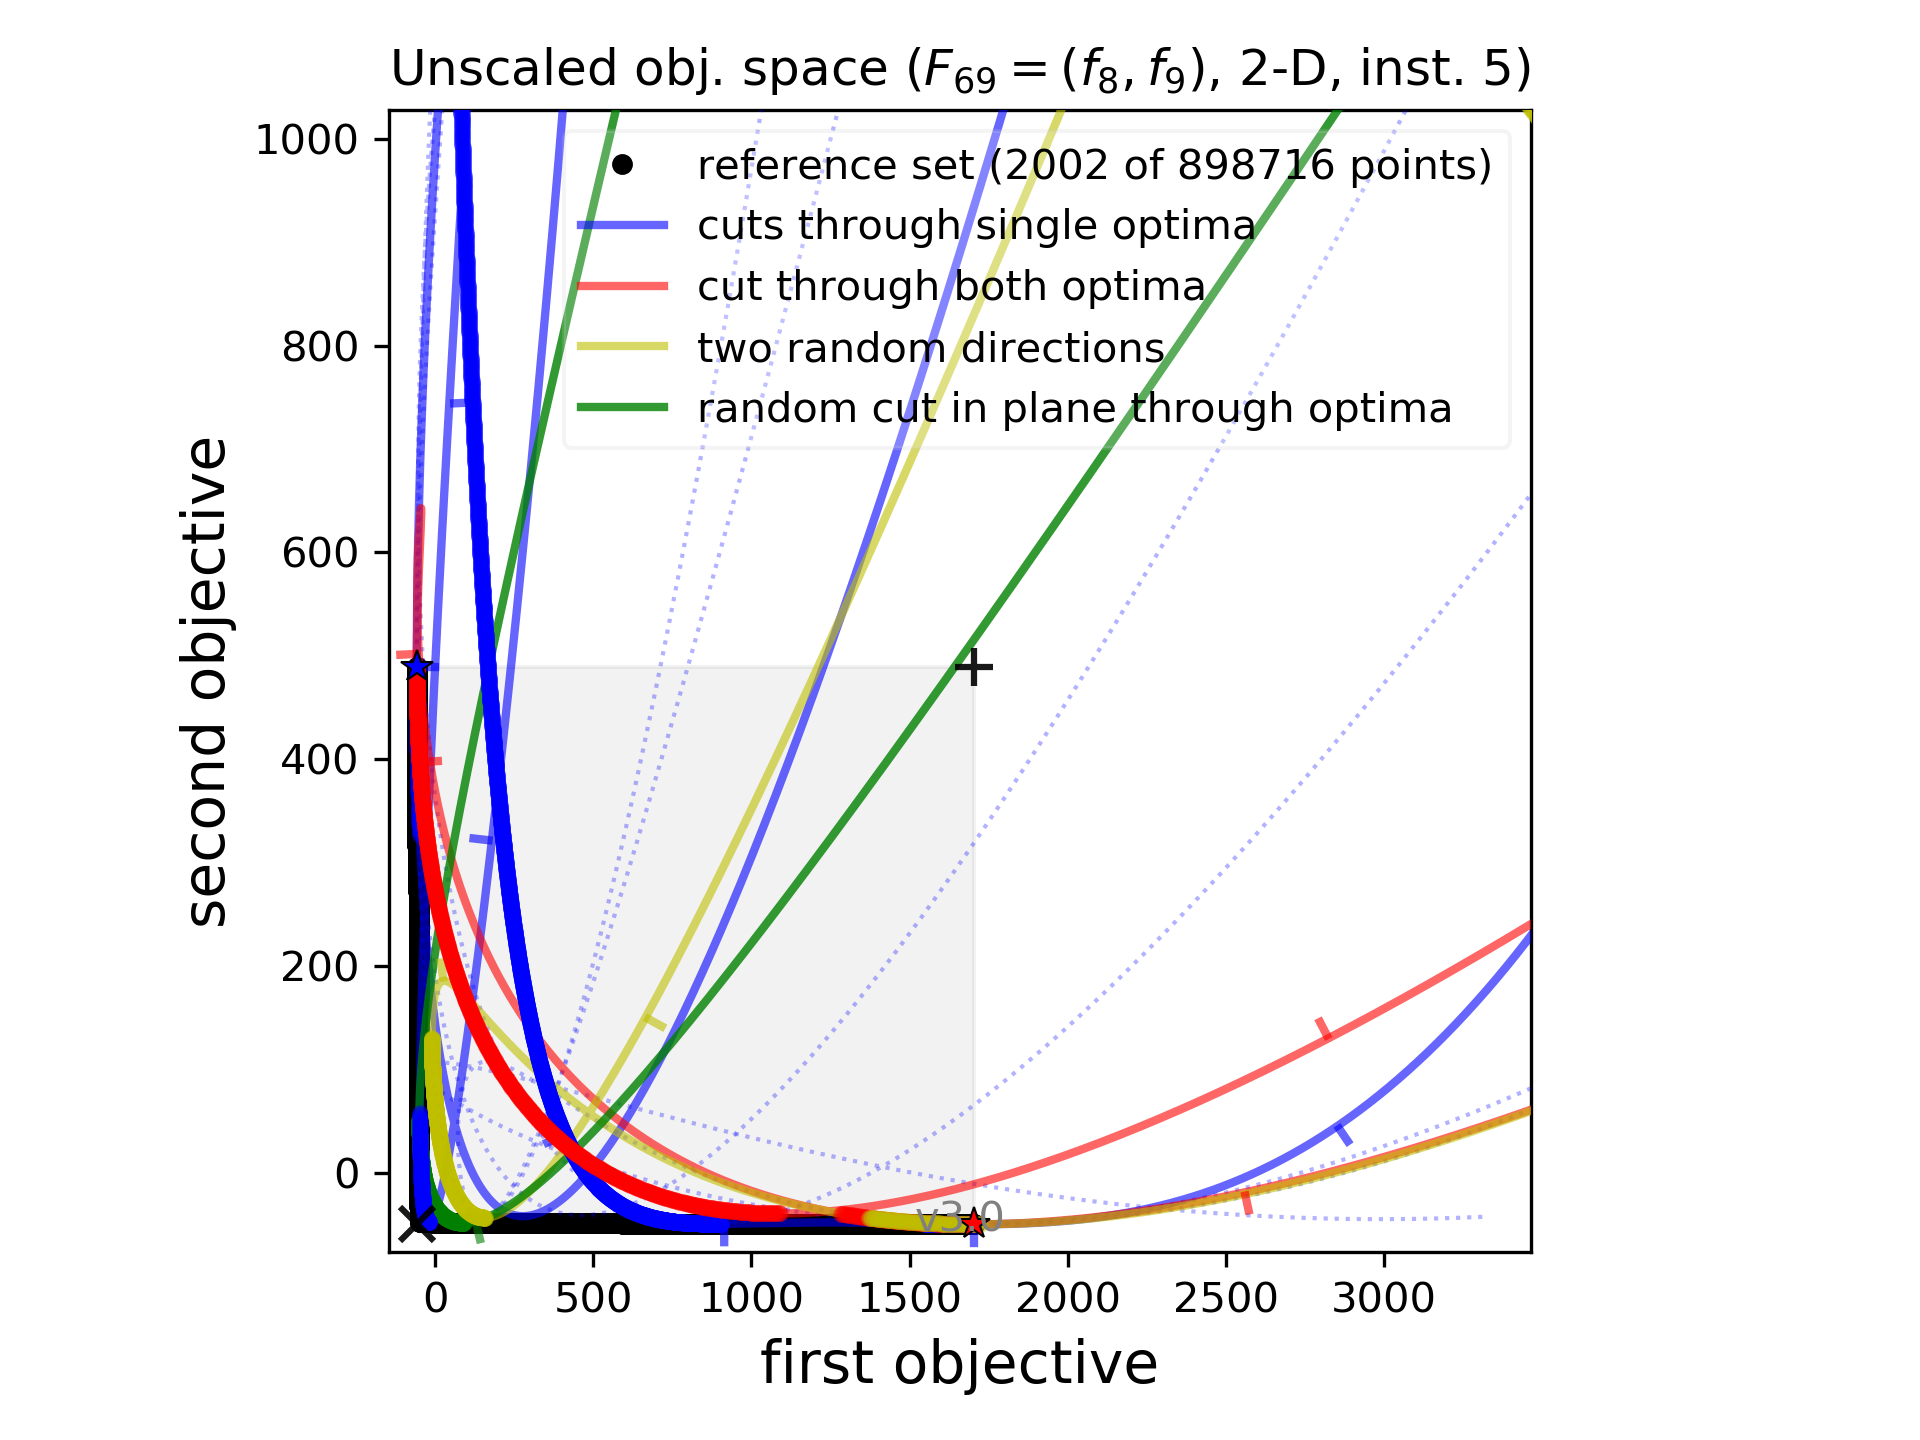 Unscaled obj. space (F₆₉ = (f₈, f₉), 2-D, inst. 5)
1000
800
600
400
200
0
second objective
reference set (2002 of 898716 points)
cuts through single optima
cut through both optima
two random directions
random cut in plane through optima
v3.0
0
500
1000
1500
2000
2500
3000
first objective